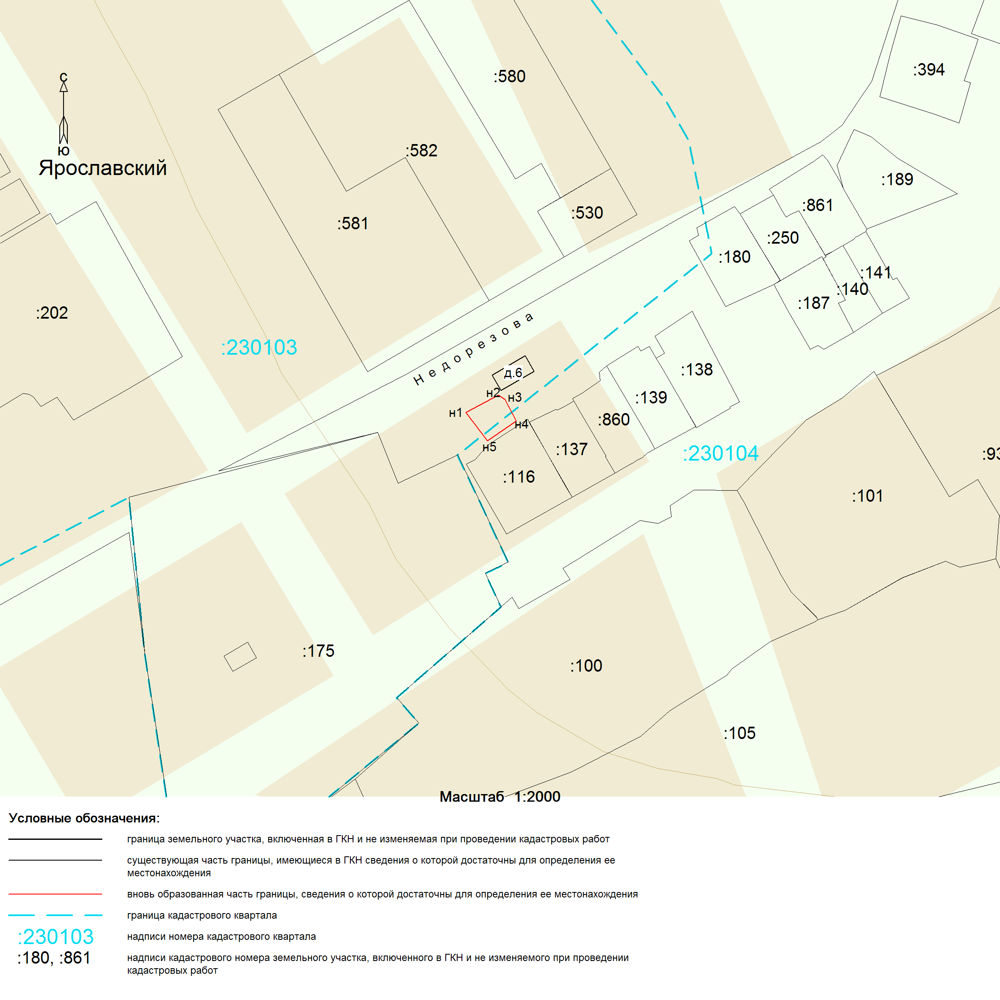 :580
:394
С
Ю
Ярославский
:582
:189
:861
:530
:581
:250
:180
:141
:140
:187
:202
Недорезова
:230103
д.6
:138
н2
н3
:139
н1
:860
н4
н5
:137
:230104
:93
:116
:101
:175
:100
:105
Масштаб 1:2000
Условные обозначения:
граница земельного участка, включенная в ГКН и не изменяемая при проведении кадастровых работ
существующая часть границы, имеющиеся в ГКН сведения о которой достаточны для определения ее
местонахождения
вновь образованная часть границы, сведения о которой достаточны для определения ее местонахождения
граница кадастрового квартала
:230103 надписи номера кадастрового квартала
:180, :861 надписи кадастрового номера земельного участка, включенного в ГКН и не изменяемого при проведении
кадастровых работ